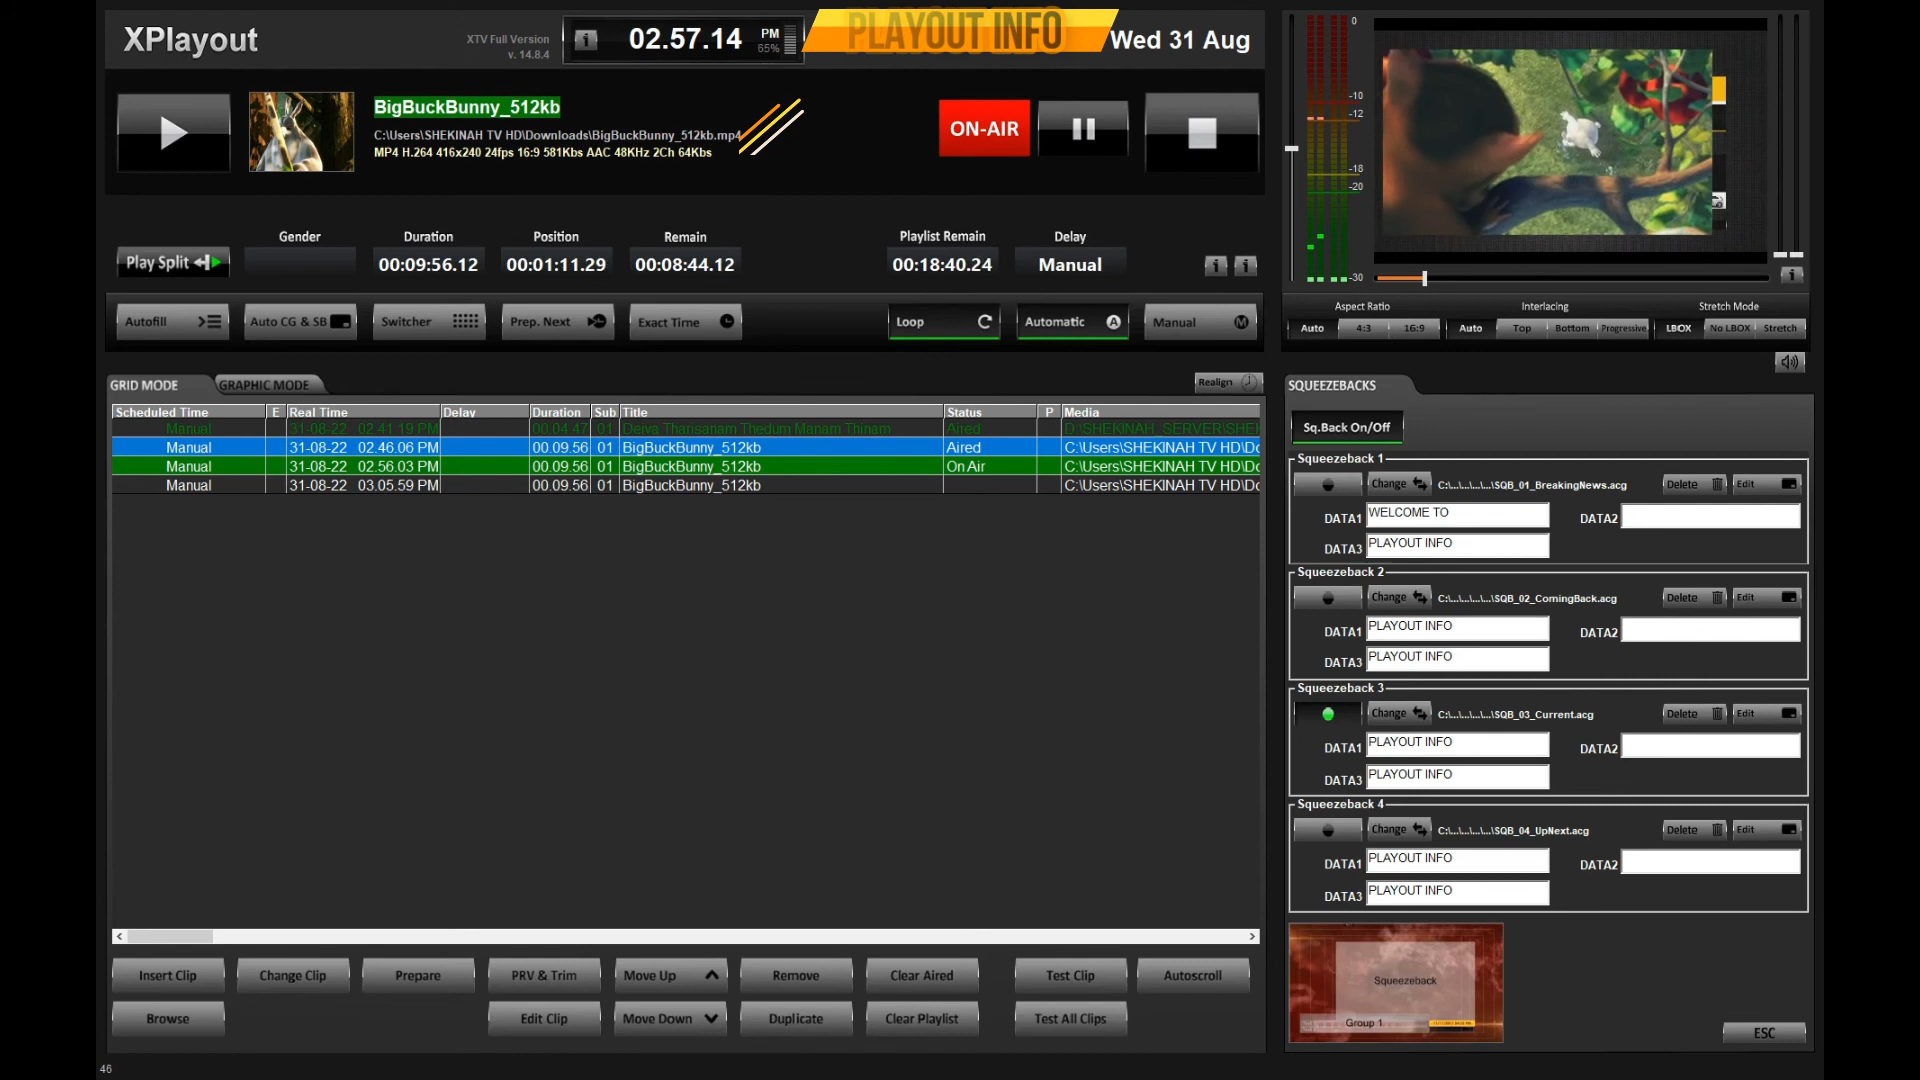 XPlayout
XTV Full Version
v. 14.8.4
02.57.14
PM
65%
PLAYOUT INFO
Wed 31 Aug
BigBuckBunny_512kb
C:\Users\SHEKINAH TV HD\Downloads\BigBuckBunny_512kb.mp4
MP4 H.264 416x240 24fps 16:9 581Kbs AAC 48KHz 2Ch 64Kbs
ON-AIR
0
-10
-12
-18
-20
-30
Play Split
Gender
Duration
00:09:56.12
Position
00:01:11.29
Remain
00:08:44.12
Playlist Remain
00:18:40.24
Delay
Manual
Autofill
Auto CG & SB
Switcher
Prep. Next
Exact Time
Loop
Automatic
Manual
Aspect Ratio Interlacing Stretch Mode
Auto 4:3 16:9 Auto Top Bottom Progressive LBOX No LBOX Stretch
GRID MODE
GRAPHIC MODE
Realign
Scheduled Time E Real Time Delay Duration Sub Title Status P Media
Manual 31-08-22 02.41.19 PM 00.04.47 01 Deiva Tharisanam Thedum Manam Thinam Aired D:\SHEKINAH_SERVER\SHE
Manual 31-08-22 02.46.06 PM 00.09.56 01 BigBuckBunny_512kb Aired C:\Users\SHEKINAH TV HD\Do
Manual 31-08-22 02.56.03 PM 00.09.56 01 BigBuckBunny_512kb On Air C:\Users\SHEKINAH TV HD\Do
Manual 31-08-22 03.05.59 PM 00.09.56 01 BigBuckBunny_512kb C:\Users\SHEKINAH TV HD\Do
Insert Clip
Change Clip
Prepare
PRV & Trim
Move Up
Remove
Clear Aired
Test Clip
Autoscroll
Browse
Edit Clip
Move Down
Duplicate
Clear Playlist
Test All Clips
SQUEEZEBACKS
Sq.Back On/Off
Squeezeback 1
Change C:\...\...\...\SQB_01_BreakingNews.acg Delete Edit
DATA1 WELCOME TO DATA2
DATA3 PLAYOUT INFO
Squeezeback 2
Change C:\...\...\...\SQB_02_ComingBack.acg Delete Edit
DATA1 PLAYOUT INFO DATA2
DATA3 PLAYOUT INFO
Squeezeback 3
Change C:\...\...\...\SQB_03_Current.acg Delete Edit
DATA1 PLAYOUT INFO DATA2
DATA3 PLAYOUT INFO
Squeezeback 4
Change C:\...\...\...\SQB_04_UpNext.acg Delete Edit
DATA1 PLAYOUT INFO DATA2
DATA3 PLAYOUT INFO
Squeezeback
Group 1
ESC
46